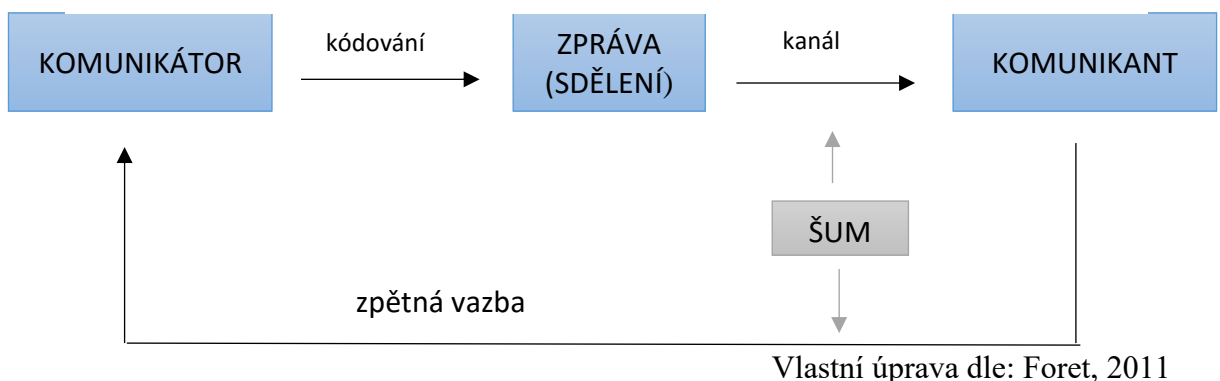 KOMUNIKÁTOR
kódování
ZPRÁVA
(SDĚLENÍ)
kanál
KOMUNIKANT
ŠUM
zpětná vazba
Vlastní úprava dle: Foret, 2011